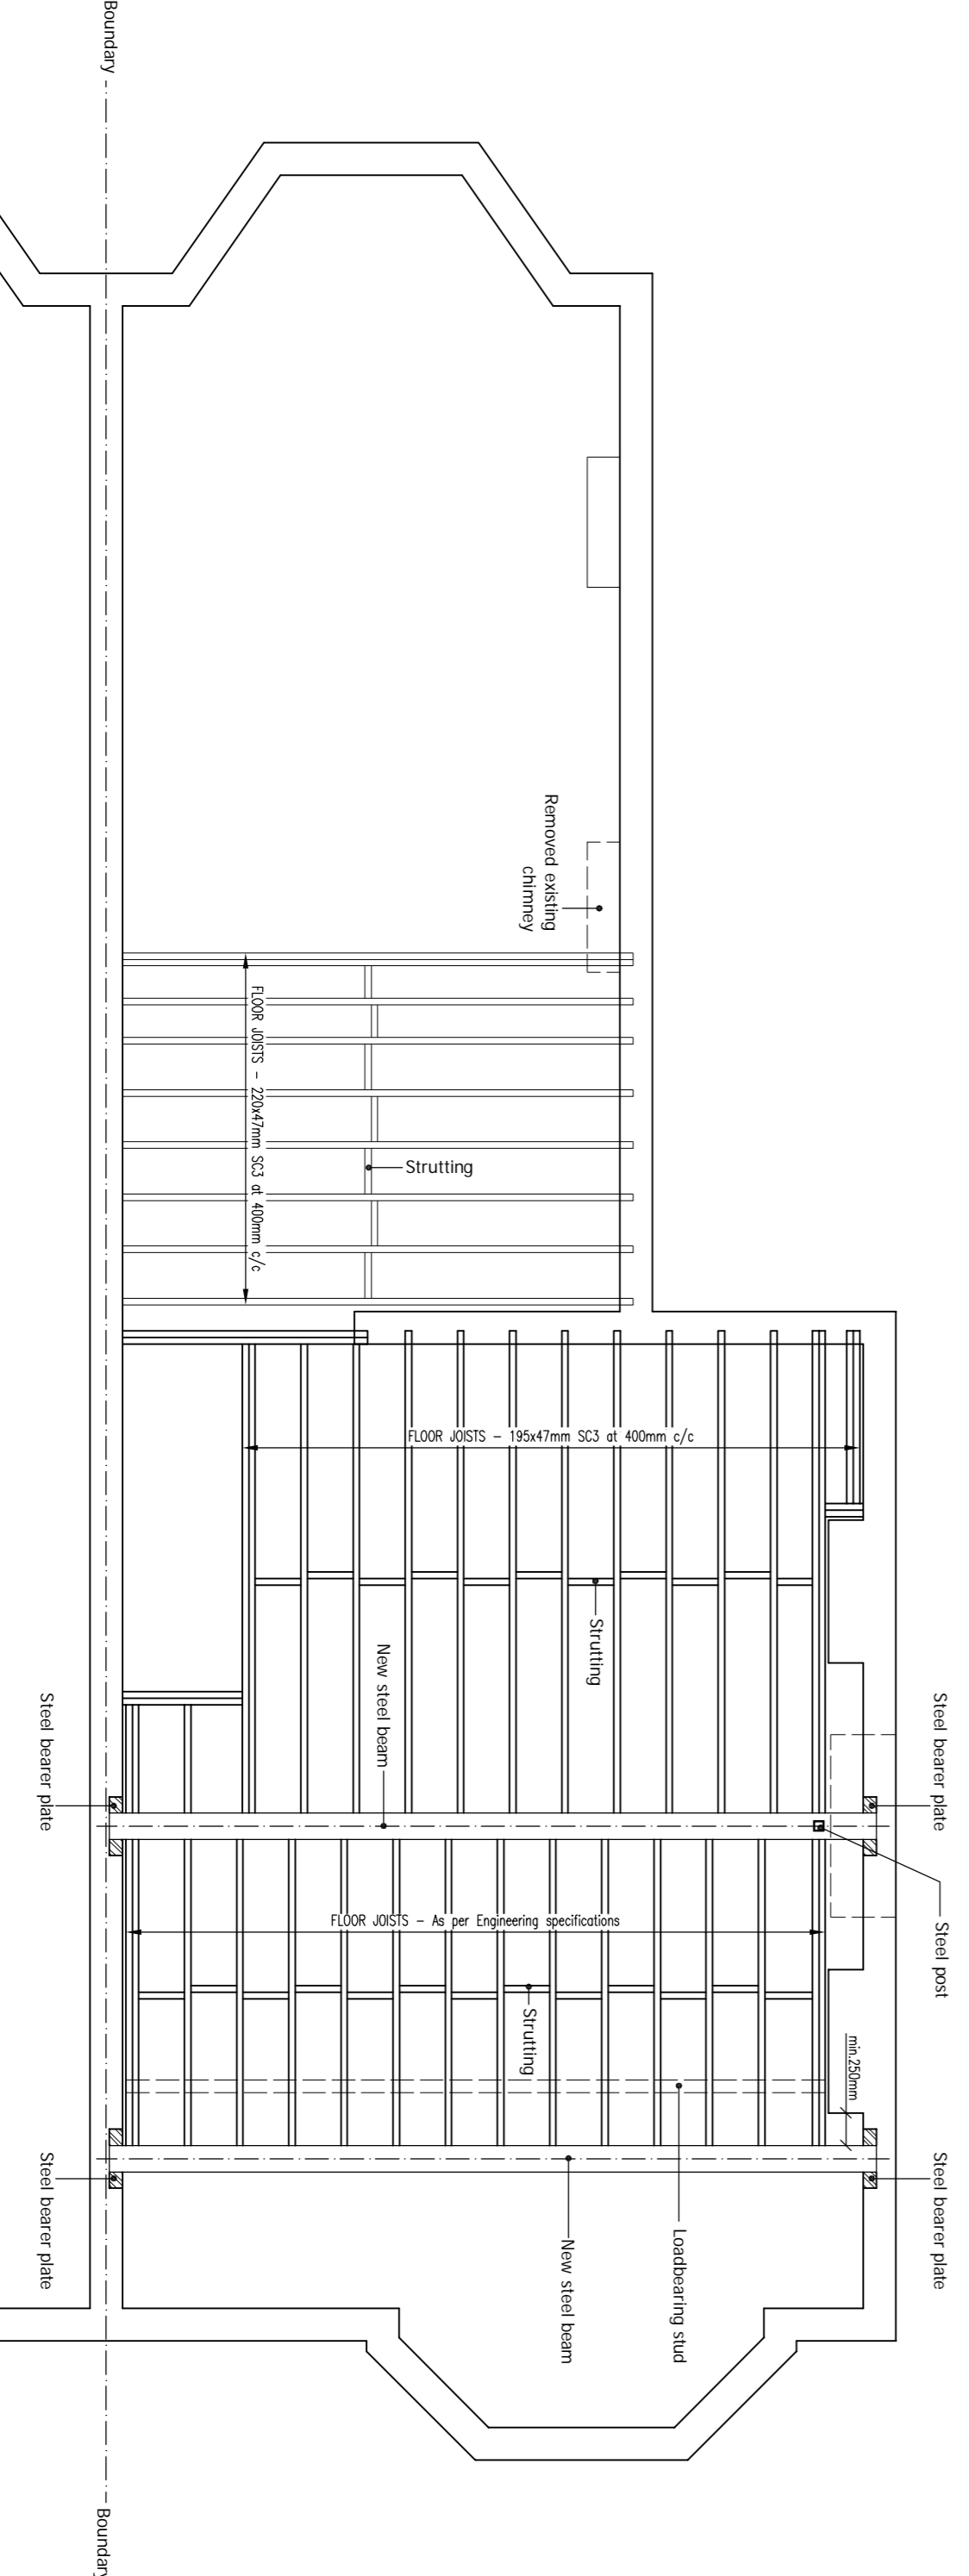 Boundary
Removed existing
chimney
FLOOR JOISTS - 220x47mm SC3 at 400mm c/c
Strutting
FLOOR JOISTS - 195x47mm SC3 at 400mm c/c
Strutting
New steel beam
Steel bearer plate
Steel bearer plate
Steel post
FLOOR JOISTS - As per Engineering specifications
Strutting
min.250mm
Steel bearer plate
Steel bearer plate
Loadbearing stud
New steel beam
Boundary